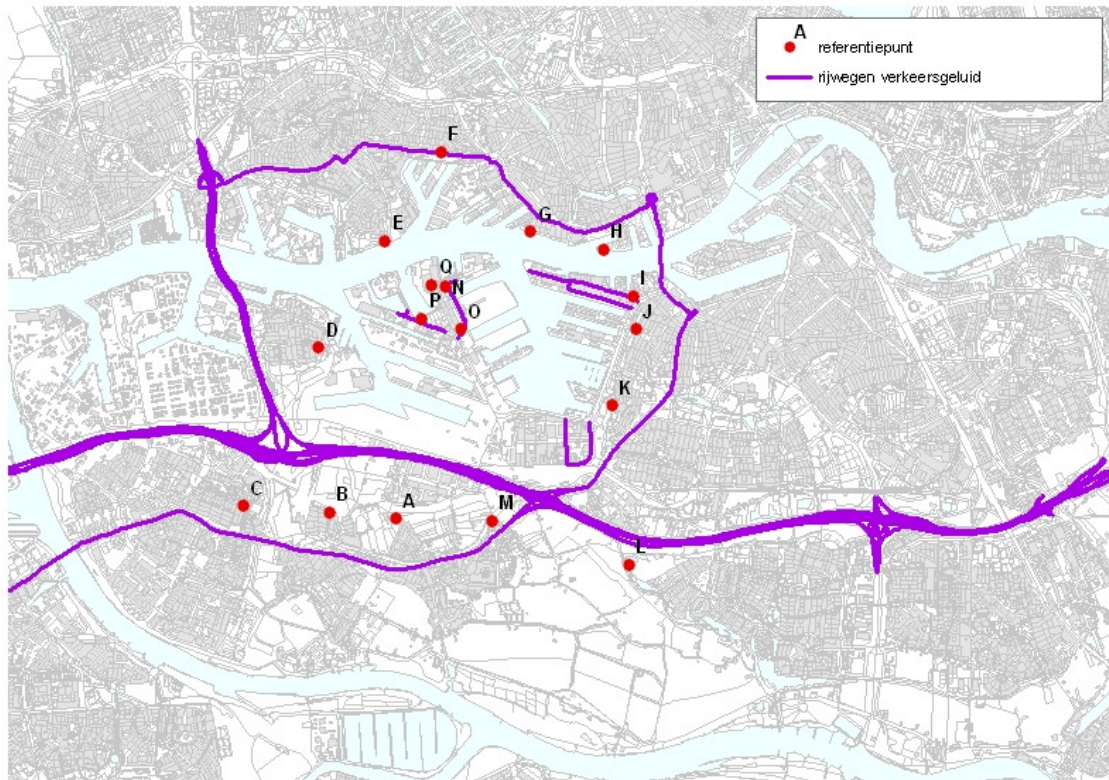 A
referentiepunt
rijwegen verkeersgeluid
F
G
E
H
Q
N
I
P
O
J
D
K
C
B
A
M
L